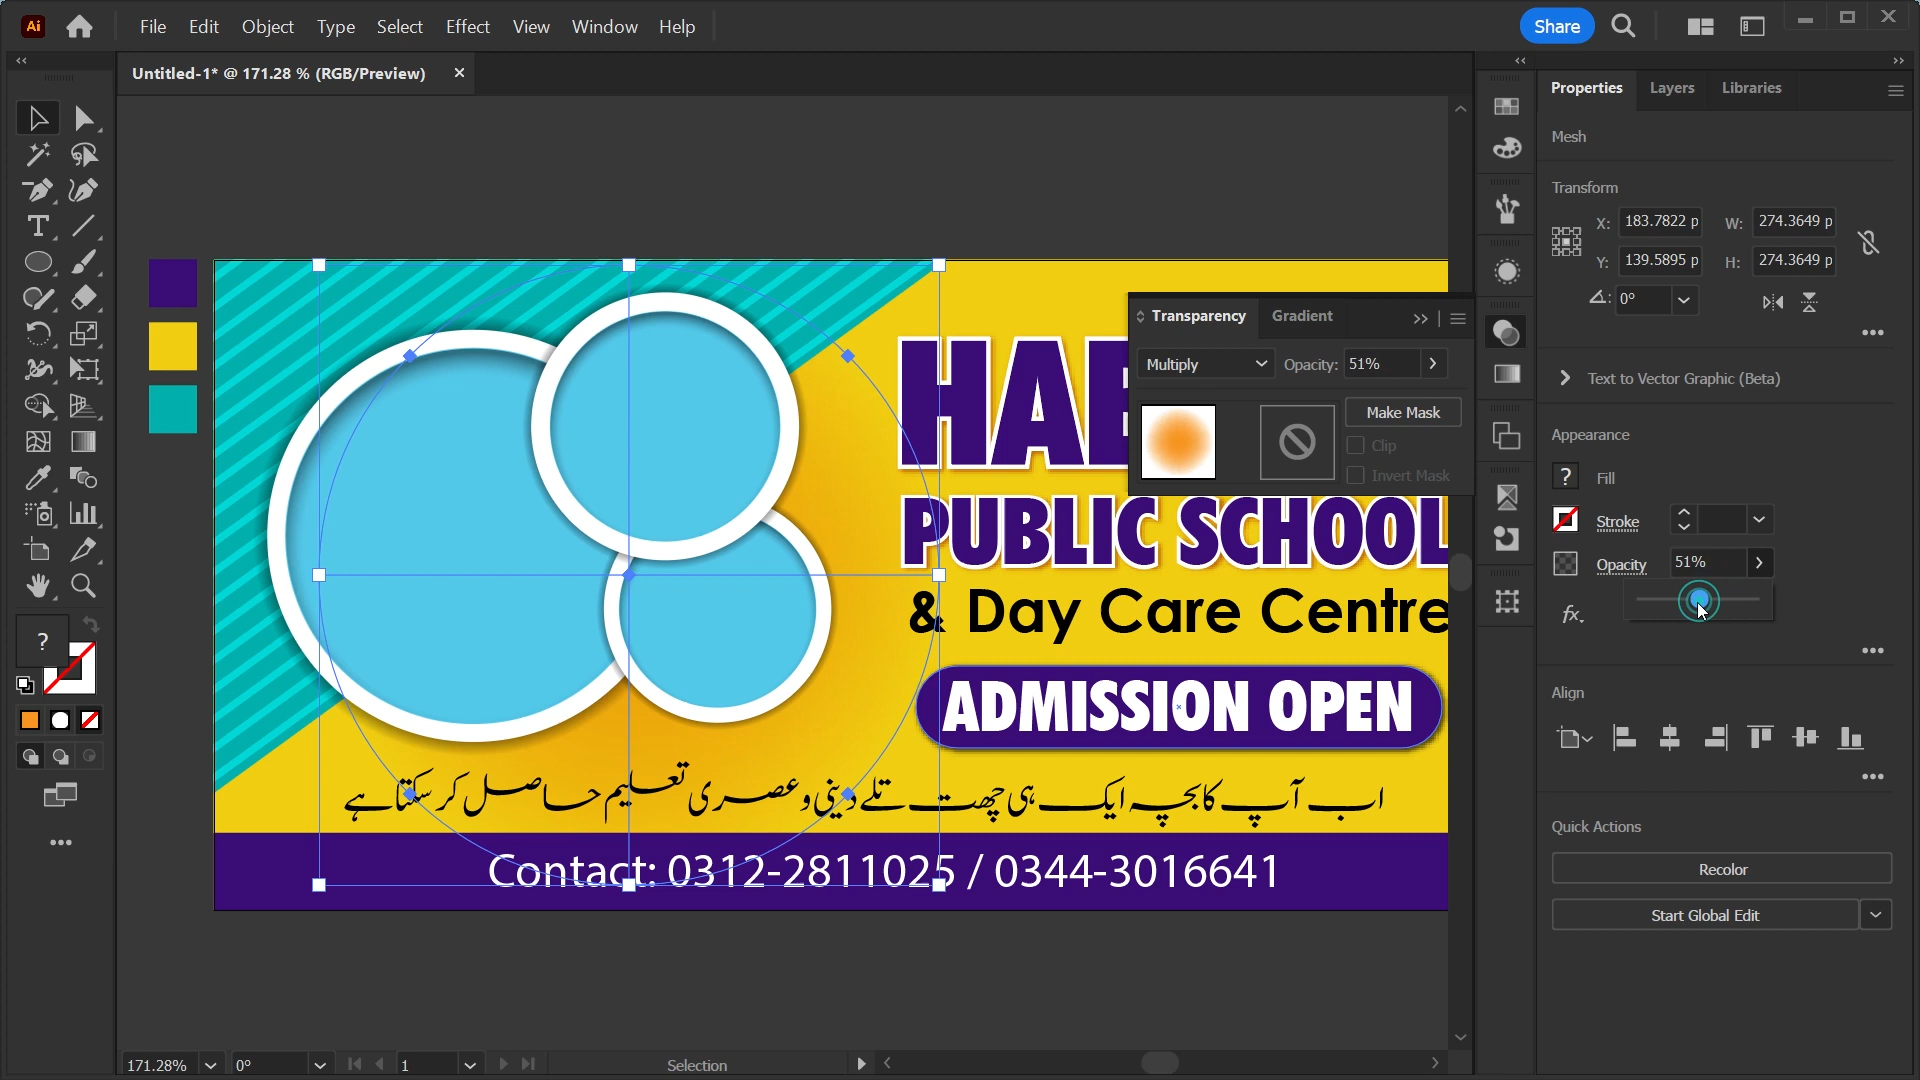 Ai File Edit Object Type Select Effect View Window Help Share
Untitled-1* @ 171.28 % (RGB/Preview) ×
Properties Layers Libraries
Mesh
Transform
X: 183.7822 p W: 274.3649 p
Y: 139.5895 p H: 274.3649 p
0°
Text to Vector Graphic (Beta)
Appearance
? Fill
Stroke
Opacity 51%
fx
Align
Quick Actions
Recolor
Start Global Edit
Transparency Gradient
Multiply Opacity: 51%
Make Mask
Clip
Invert Mask
PUBLIC SCHOOL
& Day Care Centre
ADMISSION OPEN
اب آپ کا بچہ ایک ہی چھت تلے دینی و عصری تعلیم حاصل کر سکتا ہے
Contact: 0312-2811025 / 0344-3016641
?
171.28% 0° 1 Selection